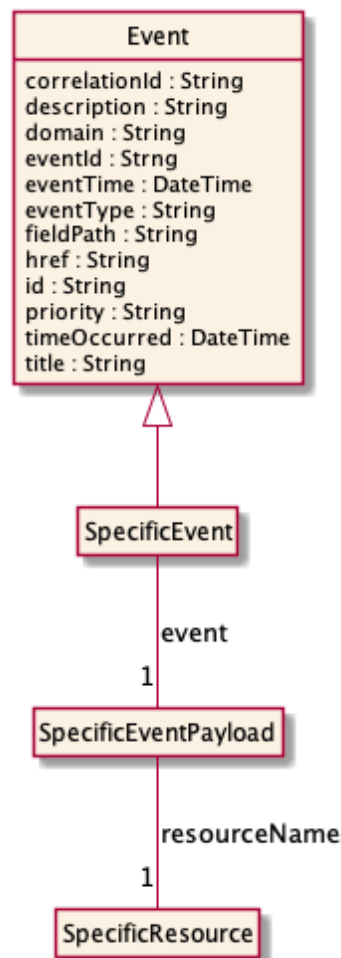 Event
correlationId : String
description : String
domain : String
eventId : Strng
eventTime : DateTime
eventType : String
fieldPath : String
href : String
id : String
priority : String
timeOccurred : DateTime
title : String
SpecificEvent
event
1
SpecificEventPayload
resourceName
1
SpecificResource